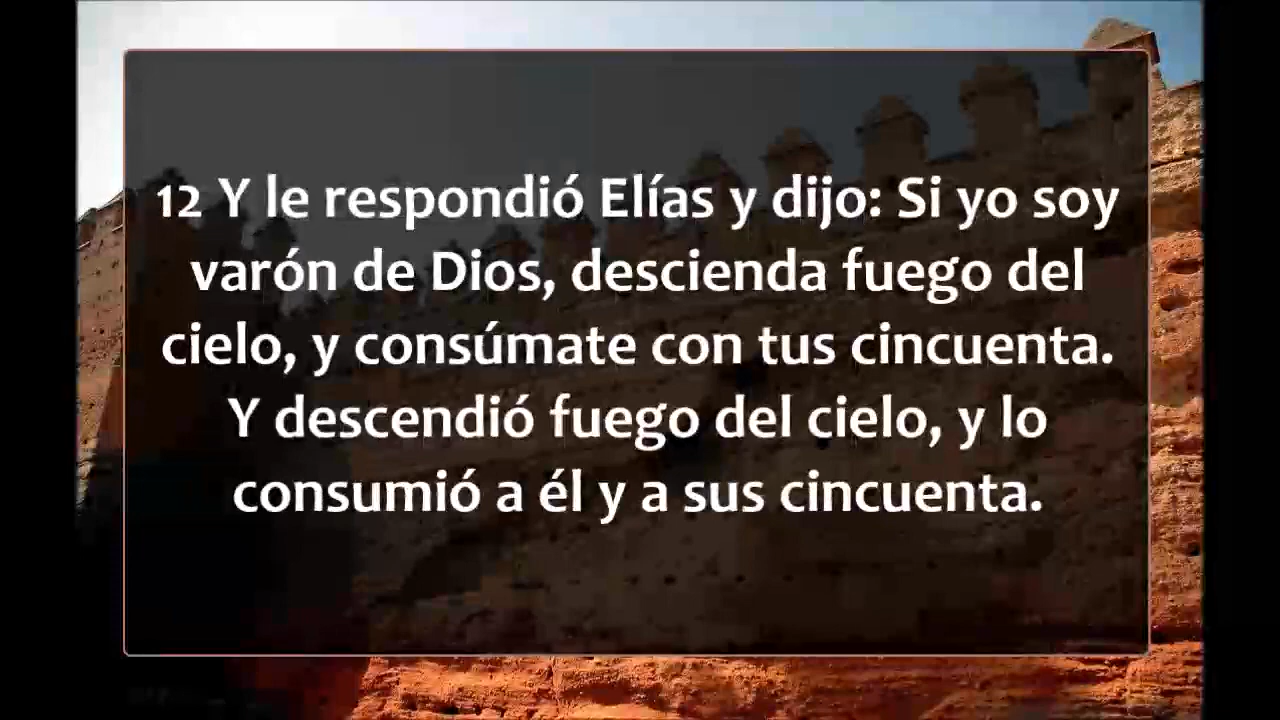 12 Y le respondió Elías y dijo: Si yo soy
varón de Dios, descienda fuego del
cielo, y consúmate con tus cincuenta.
Y descendió fuego del cielo, y lo
consumió a él y a sus cincuenta.